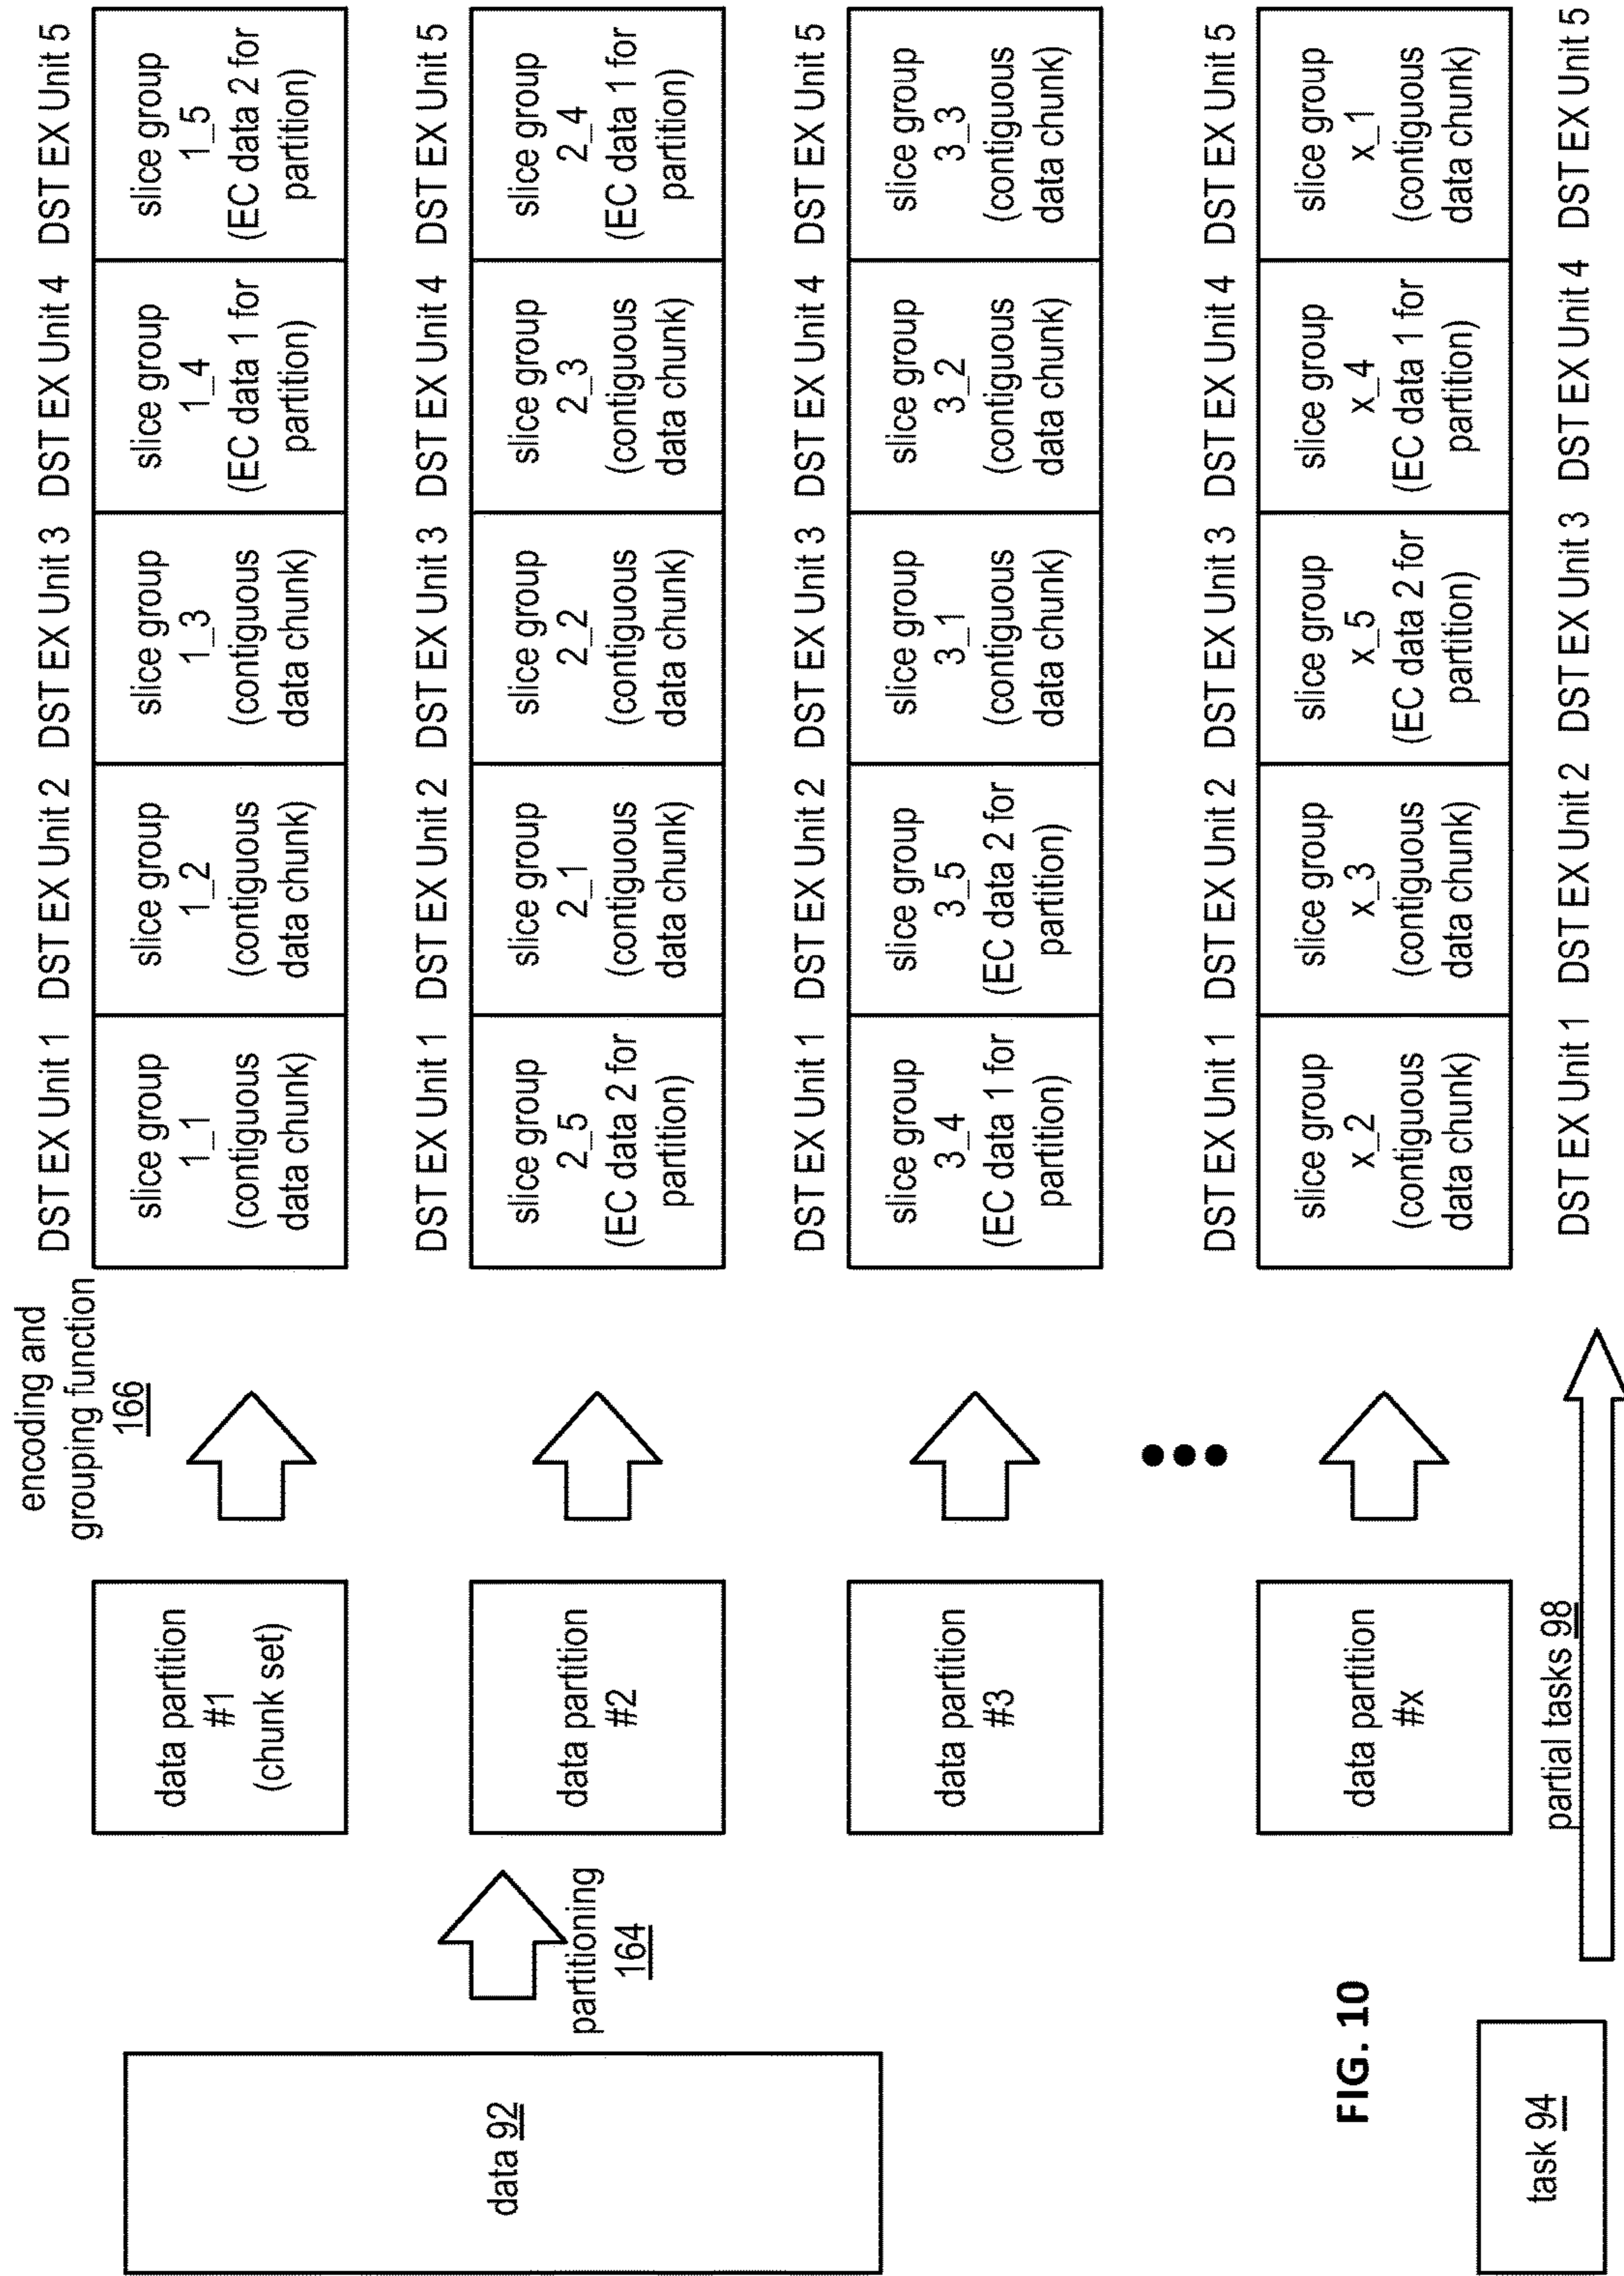 data 92
partitioning
164
data partition
#1
(chunk set)
data partition
#2
data partition
#3
data partition
#x
encoding and
grouping function
166
DST EX Unit 1 DST EX Unit 2 DST EX Unit 3 DST EX Unit 4 DST EX Unit 5
slice group
1_1
(contiguous
data chunk)
slice group
1_2
(contiguous
data chunk)
slice group
1_3
(contiguous
data chunk)
slice group
1_4
(EC data 1 for
partition)
slice group
1_5
(EC data 2 for
partition)
DST EX Unit 1 DST EX Unit 2 DST EX Unit 3 DST EX Unit 4 DST EX Unit 5
slice group
2_5
(EC data 2 for
partition)
slice group
2_1
(contiguous
data chunk)
slice group
2_2
(contiguous
data chunk)
slice group
2_3
(contiguous
data chunk)
slice group
2_4
(EC data 1 for
partition)
DST EX Unit 1 DST EX Unit 2 DST EX Unit 3 DST EX Unit 4 DST EX Unit 5
slice group
3_4
(EC data 1 for
partition)
slice group
3_5
(EC data 2 for
partition)
slice group
3_1
(contiguous
data chunk)
slice group
3_2
(contiguous
data chunk)
slice group
3_3
(contiguous
data chunk)
DST EX Unit 1 DST EX Unit 2 DST EX Unit 3 DST EX Unit 4 DST EX Unit 5
slice group
x_2
(contiguous
data chunk)
slice group
x_3
(contiguous
data chunk)
slice group
x_5
(EC data 2 for
partition)
slice group
x_4
(EC data 1 for
partition)
slice group
x_1
(contiguous
data chunk)
FIG. 10
task 94
partial tasks 98
DST EX Unit 1 DST EX Unit 2 DST EX Unit 3 DST EX Unit 4 DST EX Unit 5